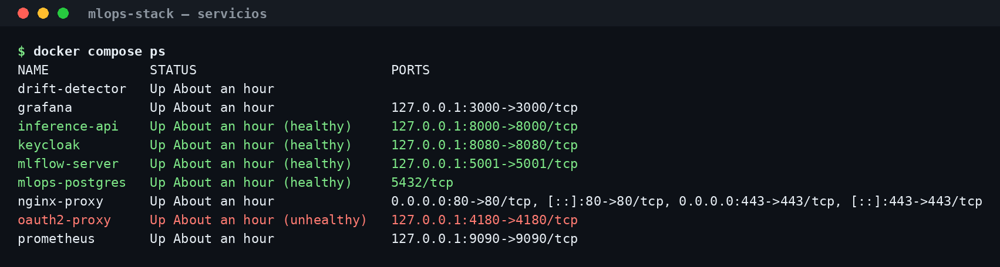 mlops-stack — servicios
$ docker compose ps
NAME             STATUS                         PORTS
drift-detector   Up About an hour
grafana          Up About an hour               127.0.0.1:3000->3000/tcp
inference-api    Up About an hour (healthy)     127.0.0.1:8000->8000/tcp
keycloak         Up About an hour (healthy)     127.0.0.1:8080->8080/tcp
mlflow-server    Up About an hour (healthy)     127.0.0.1:5001->5001/tcp
mlops-postgres   Up About an hour (healthy)     5432/tcp
nginx-proxy      Up About an hour               0.0.0.0:80->80/tcp, [::]:80->80/tcp, 0.0.0.0:443->443/tcp, [::]:443->443/tcp
oauth2-proxy     Up About an hour (unhealthy)   127.0.0.1:4180->4180/tcp
prometheus       Up About an hour               127.0.0.1:9090->9090/tcp